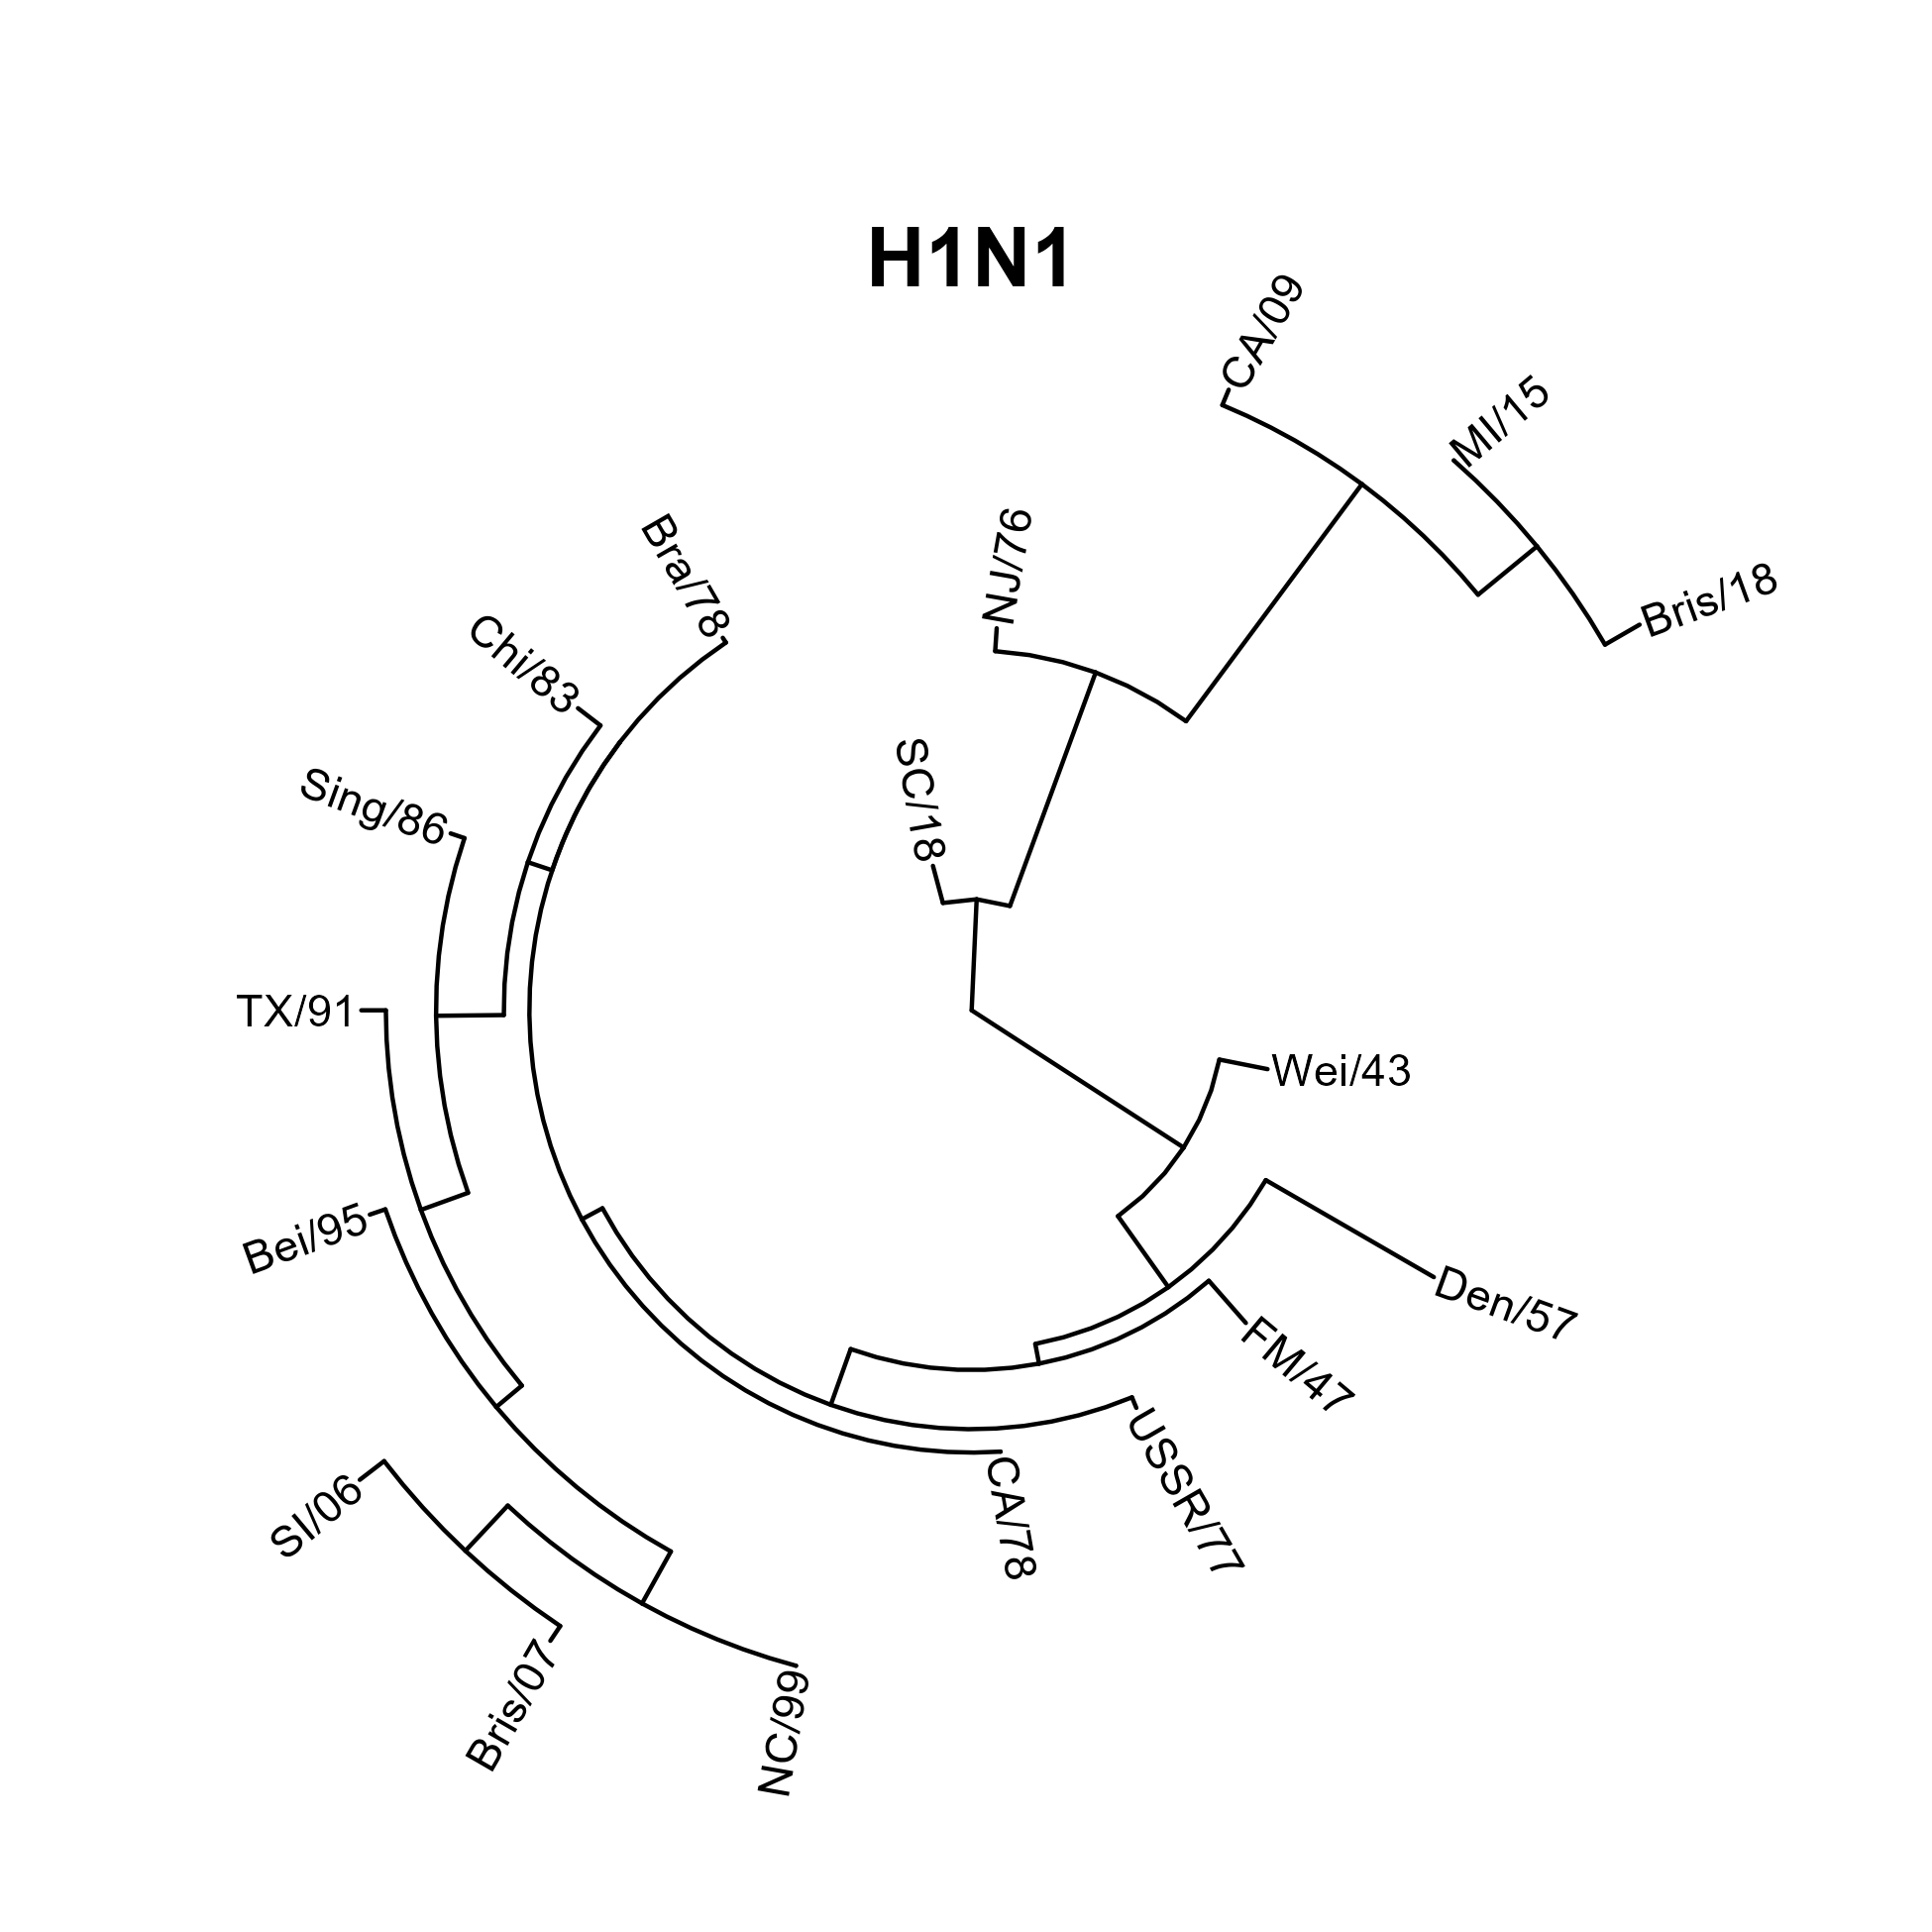 H1N1
CA/09
MI/15
Bris/18
NJ/76
SC/18
Bra/78
Chi/83
Sing/86
TX/91
Bei/95
SI/06
Bris/07
NC/99
CA/78
USSR/77
FM/47
Den/57
Wei/43